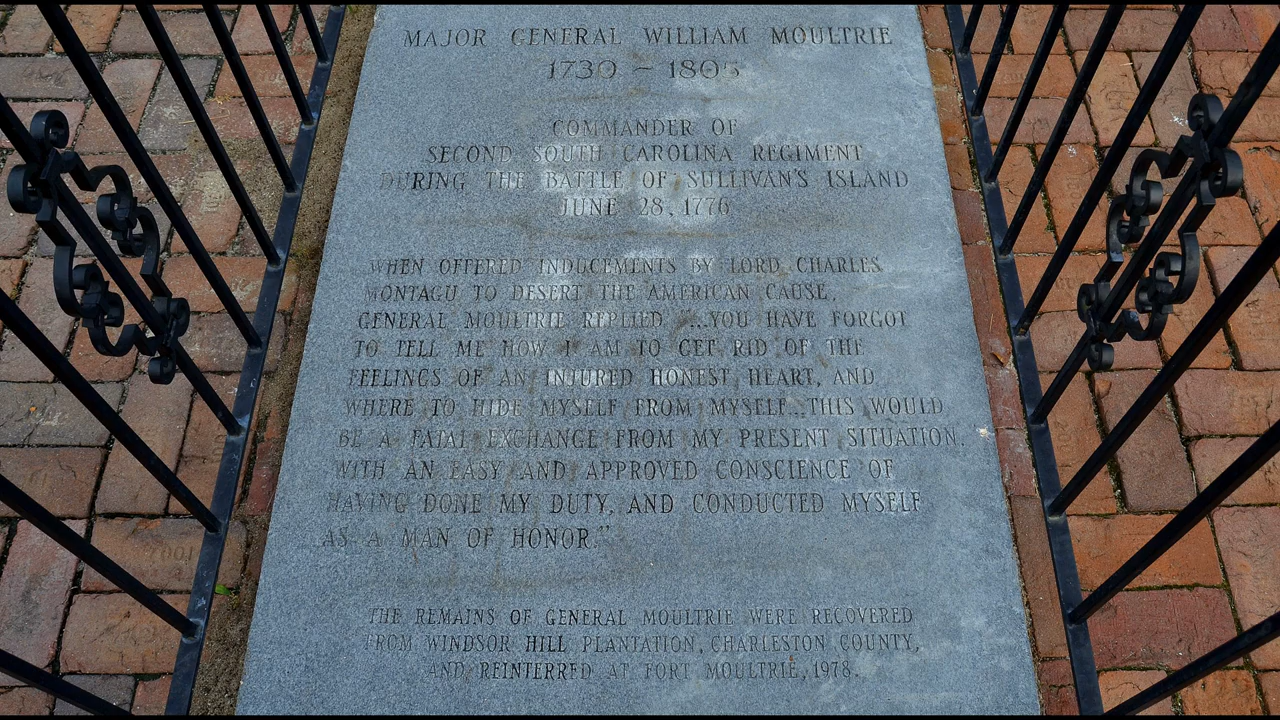 MAJOR GENERAL WILLIAM MOULTRIE
1730 ~ 1805
COMMANDER OF
SECOND SOUTH CAROLINA REGIMENT
DURING THE BATTLE OF SULLIVAN'S ISLAND
JUNE 28, 1776
WHEN OFFERED INDUCEMENTS BY LORD CHARLES
MONTAGU TO DESERT THE AMERICAN CAUSE,
GENERAL MOULTRIE REPLIED "...YOU HAVE FORGOT
TO TELL ME HOW I AM TO GET RID OF THE
FEELINGS OF AN INJURED HONEST HEART, AND
WHERE TO HIDE MYSELF FROM MYSELF...THIS WOULD
BE A FATAL EXCHANGE FROM MY PRESENT SITUATION,
WITH AN EASY AND APPROVED CONSCIENCE OF
HAVING DONE MY DUTY, AND CONDUCTED MYSELF
AS A MAN OF HONOR."
THE REMAINS OF GENERAL MOULTRIE WERE RECOVERED
FROM WINDSOR HILL PLANTATION, CHARLESTON COUNTY,
AND REINTERRED AT FORT MOULTRIE, 1978.